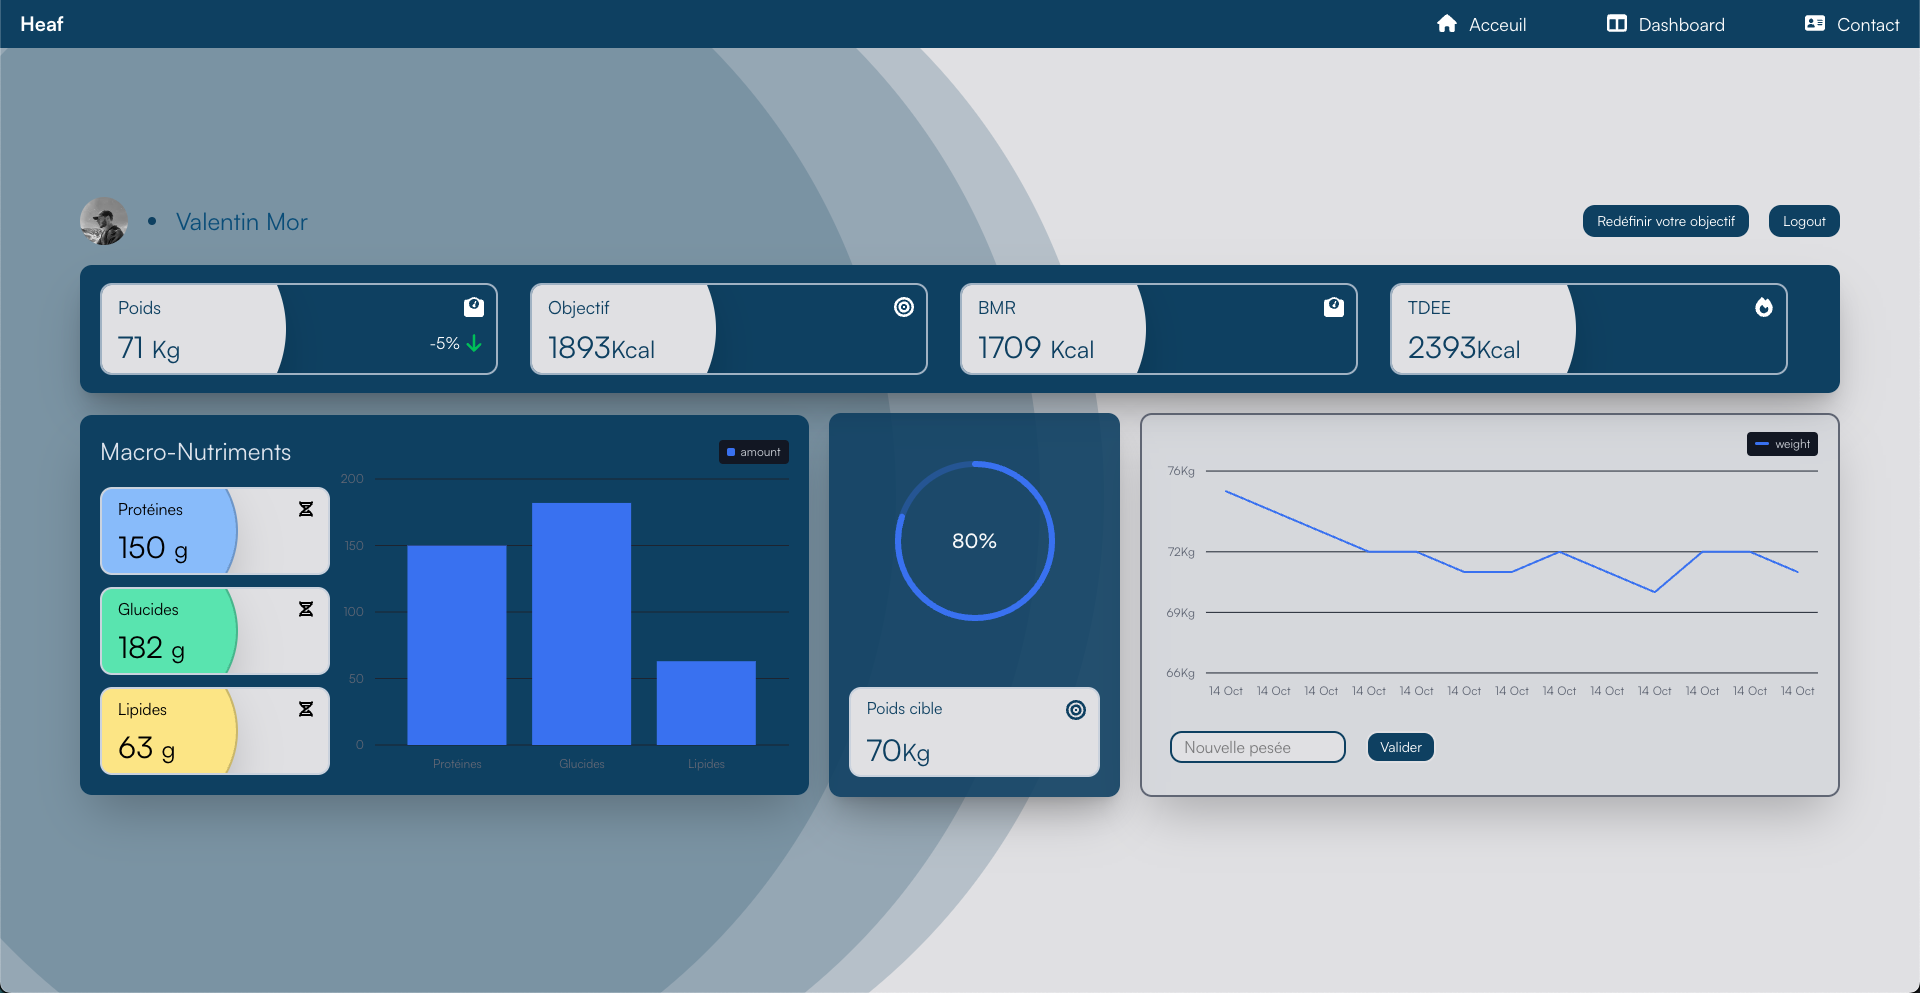 Heaf
Acceuil
Dashboard
Contact
Valentin Mor
Redéfinir votre objectif
Logout
Poids
71 Kg
-5%
Objectif
1893Kcal
BMR
1709 Kcal
TDEE
2393Kcal
Macro-Nutriments
amount
Protéines
150 g
Glucides
182 g
Lipides
63 g
200
150
100
50
0
Protéines Glucides Lipides
80%
Poids cible
70Kg
weight
76Kg
72Kg
69Kg
66Kg
14 Oct 14 Oct 14 Oct 14 Oct 14 Oct 14 Oct 14 Oct 14 Oct 14 Oct 14 Oct 14 Oct 14 Oct 14 Oct
Nouvelle pesée
Valider